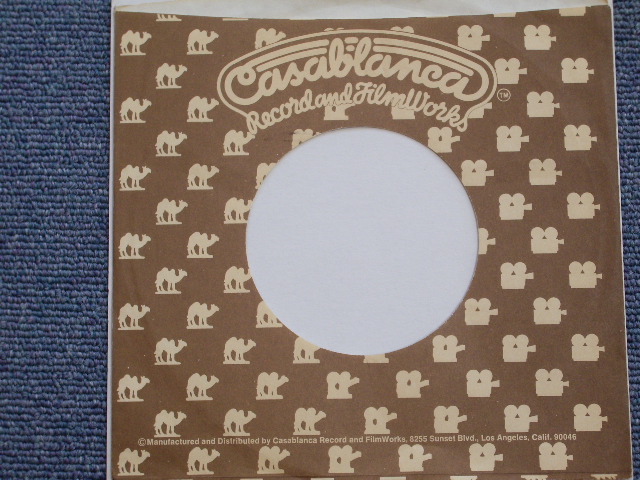 Casablanca
Record and FilmWorks
TM
©Manufactured and Distributed by Casablanca Record and FilmWorks, 8255 Sunset Blvd., Los Angeles, Calif. 90046